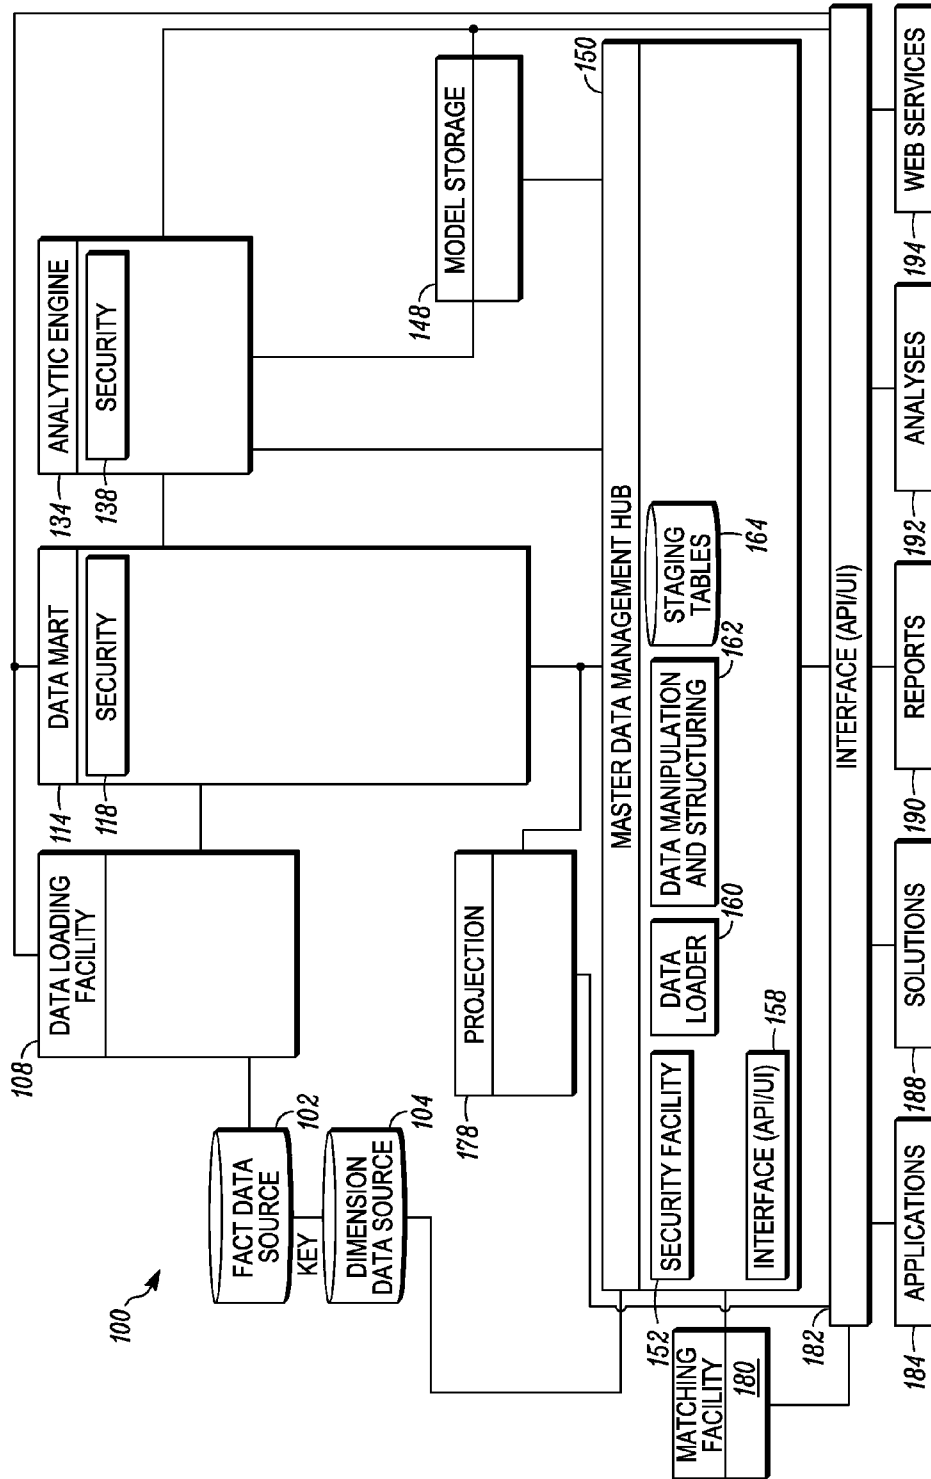 100
FACT DATA
SOURCE
102
KEY
DIMENSION
DATA SOURCE
104
108
DATA LOADING
FACILITY
114
DATA MART
118
SECURITY
134
ANALYTIC ENGINE
138
SECURITY
148
MODEL STORAGE
178
PROJECTION
150
MASTER DATA MANAGEMENT HUB
152
SECURITY FACILITY
DATA
LOADER
160
DATA MANIPULATION
AND STRUCTURING
162
STAGING
TABLES
164
INTERFACE (API/UI)
158
MATCHING
FACILITY
180
182
INTERFACE (API/UI)
184
APPLICATIONS
188
SOLUTIONS
190
REPORTS
192
ANALYSES
194
WEB SERVICES